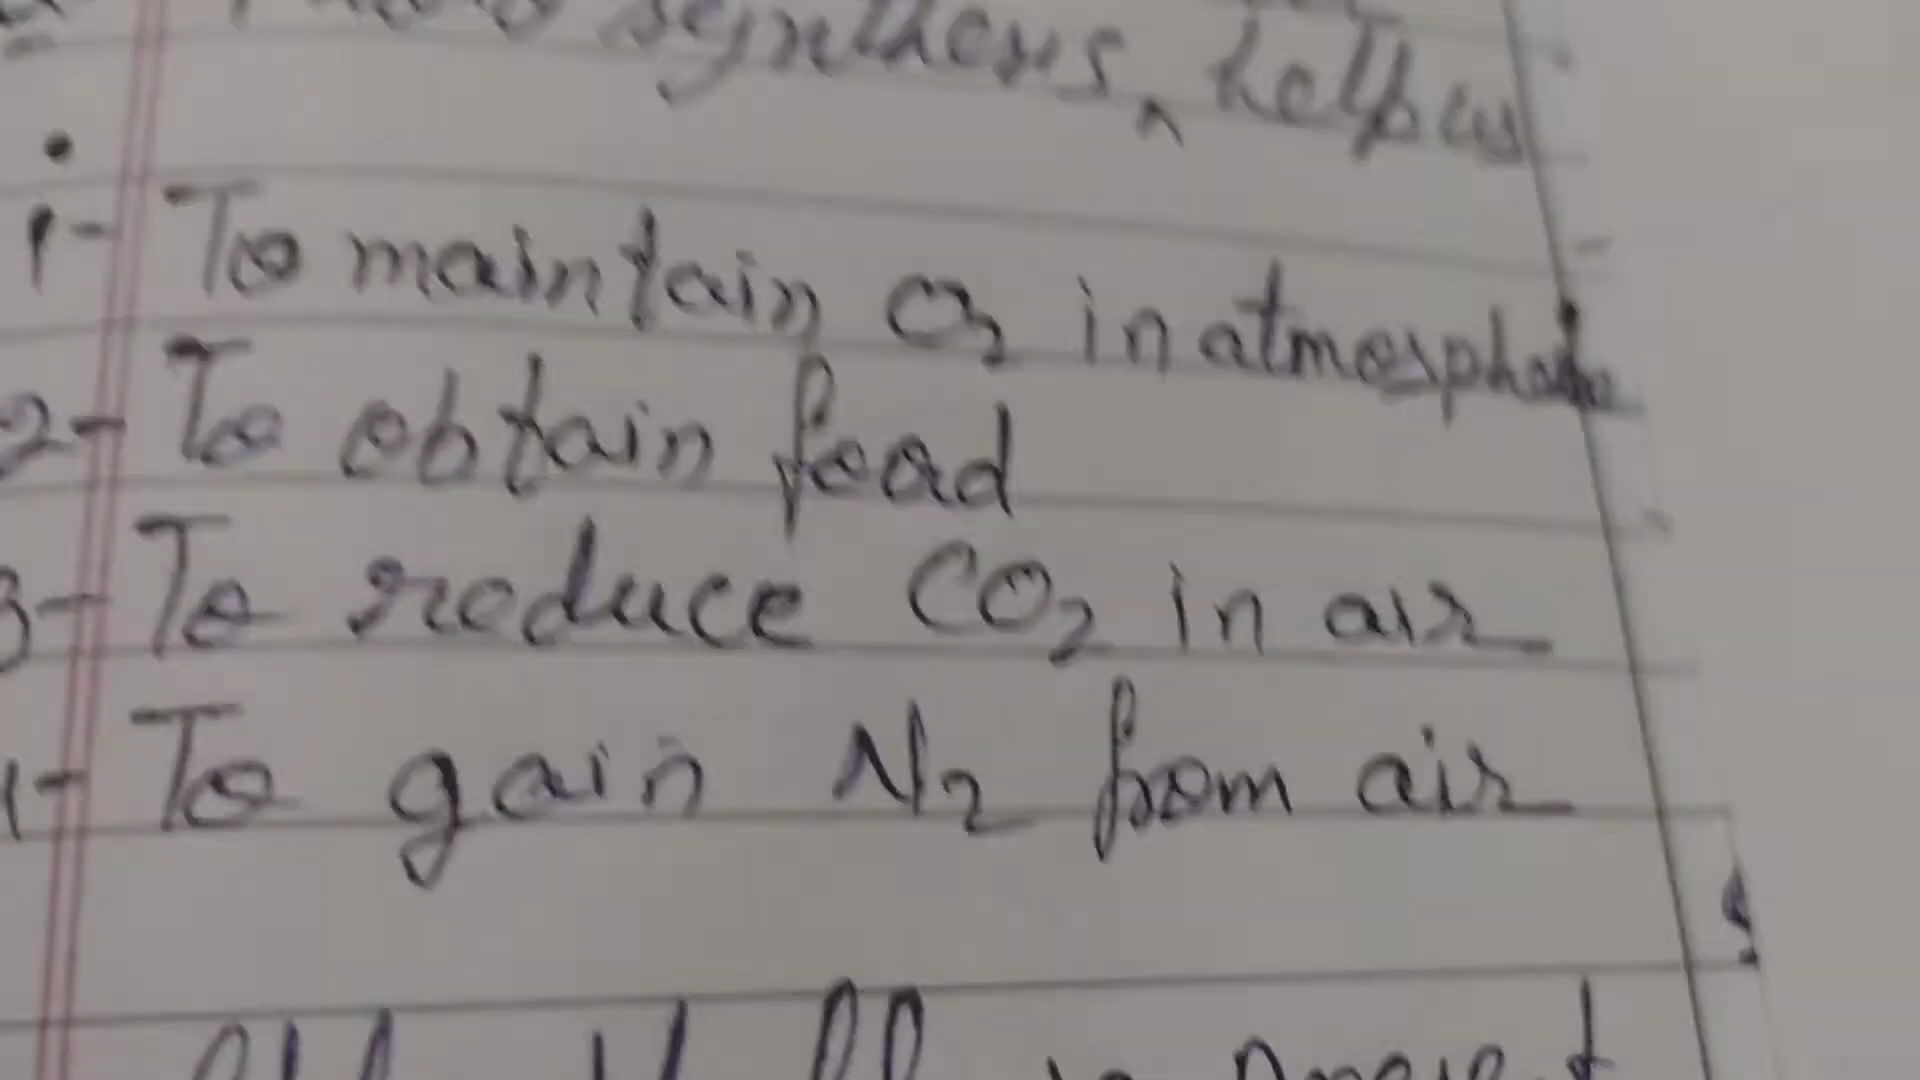 synthesis, helps us
1- To maintain O2 in atmosphere
2- To obtain food
3- To reduce CO2 in air
- To gain N2 from air